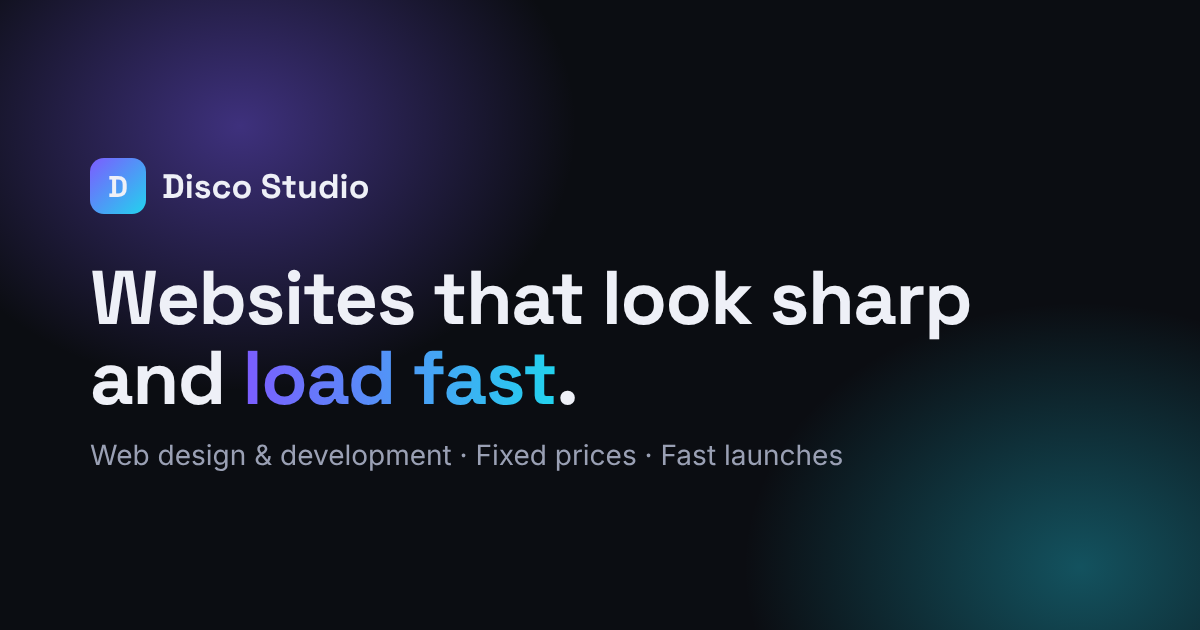 D
Disco Studio
Websites that look sharp
and load fast.
Web design & development · Fixed prices · Fast launches